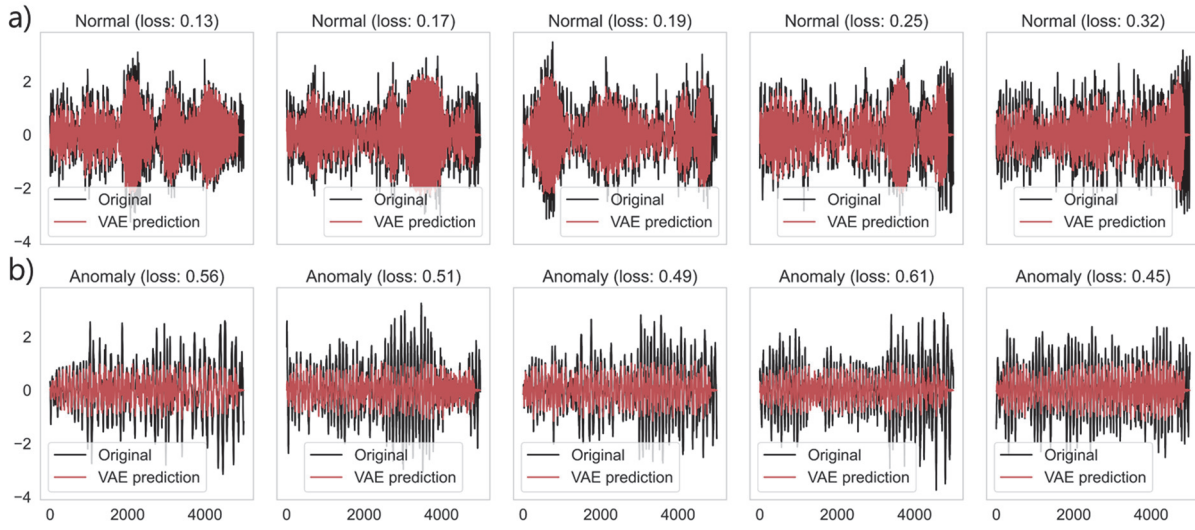 a)
Normal (loss: 0.13) Normal (loss: 0.17) Normal (loss: 0.19) Normal (loss: 0.25) Normal (loss: 0.32)
2
0
−2
−4
Original Original Original Original Original
VAE prediction VAE prediction VAE prediction VAE prediction VAE prediction
b)
Anomaly (loss: 0.56) Anomaly (loss: 0.51) Anomaly (loss: 0.49) Anomaly (loss: 0.61) Anomaly (loss: 0.45)
2
0
−2
−4
Original Original Original Original Original
VAE prediction VAE prediction VAE prediction VAE prediction VAE prediction
0 2000 4000 0 2000 4000 0 2000 4000 0 2000 4000 0 2000 4000